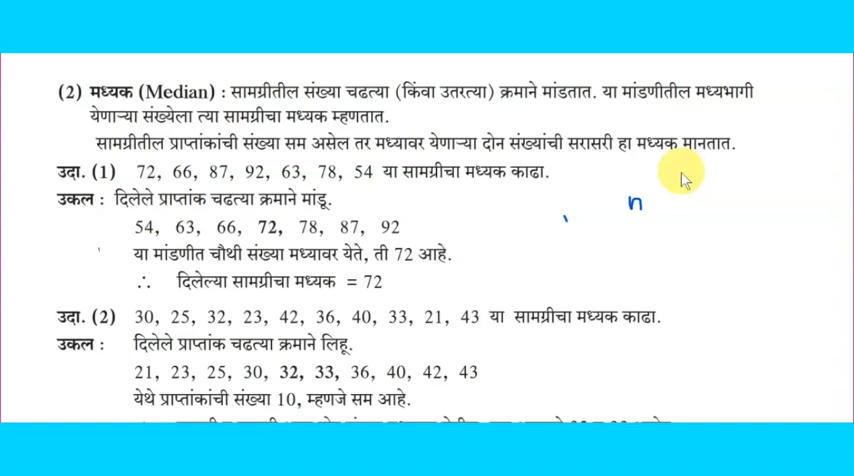 (2) मध्यक (Median) : सामग्रीतील संख्या चढत्या (किंवा उतरत्या) क्रमाने मांडतात. या मांडणीतील मध्यभागी
येणाऱ्या संख्येला त्या सामग्रीचा मध्यक म्हणतात.
सामग्रीतील प्राप्तांकांची संख्या सम असेल तर मध्यावर येणाऱ्या दोन संख्यांची सरासरी हा मध्यक मानतात.
उदा. (1) 72, 66, 87, 92, 63, 78, 54 या सामग्रीचा मध्यक काढा.
उकल : दिलेले प्राप्तांक चढत्या क्रमाने मांडू.
n
54, 63, 66, 72, 78, 87, 92
या मांडणीत चौथी संख्या मध्यावर येते, ती 72 आहे.
∴ दिलेल्या सामग्रीचा मध्यक = 72
उदा. (2) 30, 25, 32, 23, 42, 36, 40, 33, 21, 43 या सामग्रीचा मध्यक काढा.
उकल : दिलेले प्राप्तांक चढत्या क्रमाने लिहू.
21, 23, 25, 30, 32, 33, 36, 40, 42, 43
येथे प्राप्तांकांची संख्या 10, म्हणजे सम आहे.